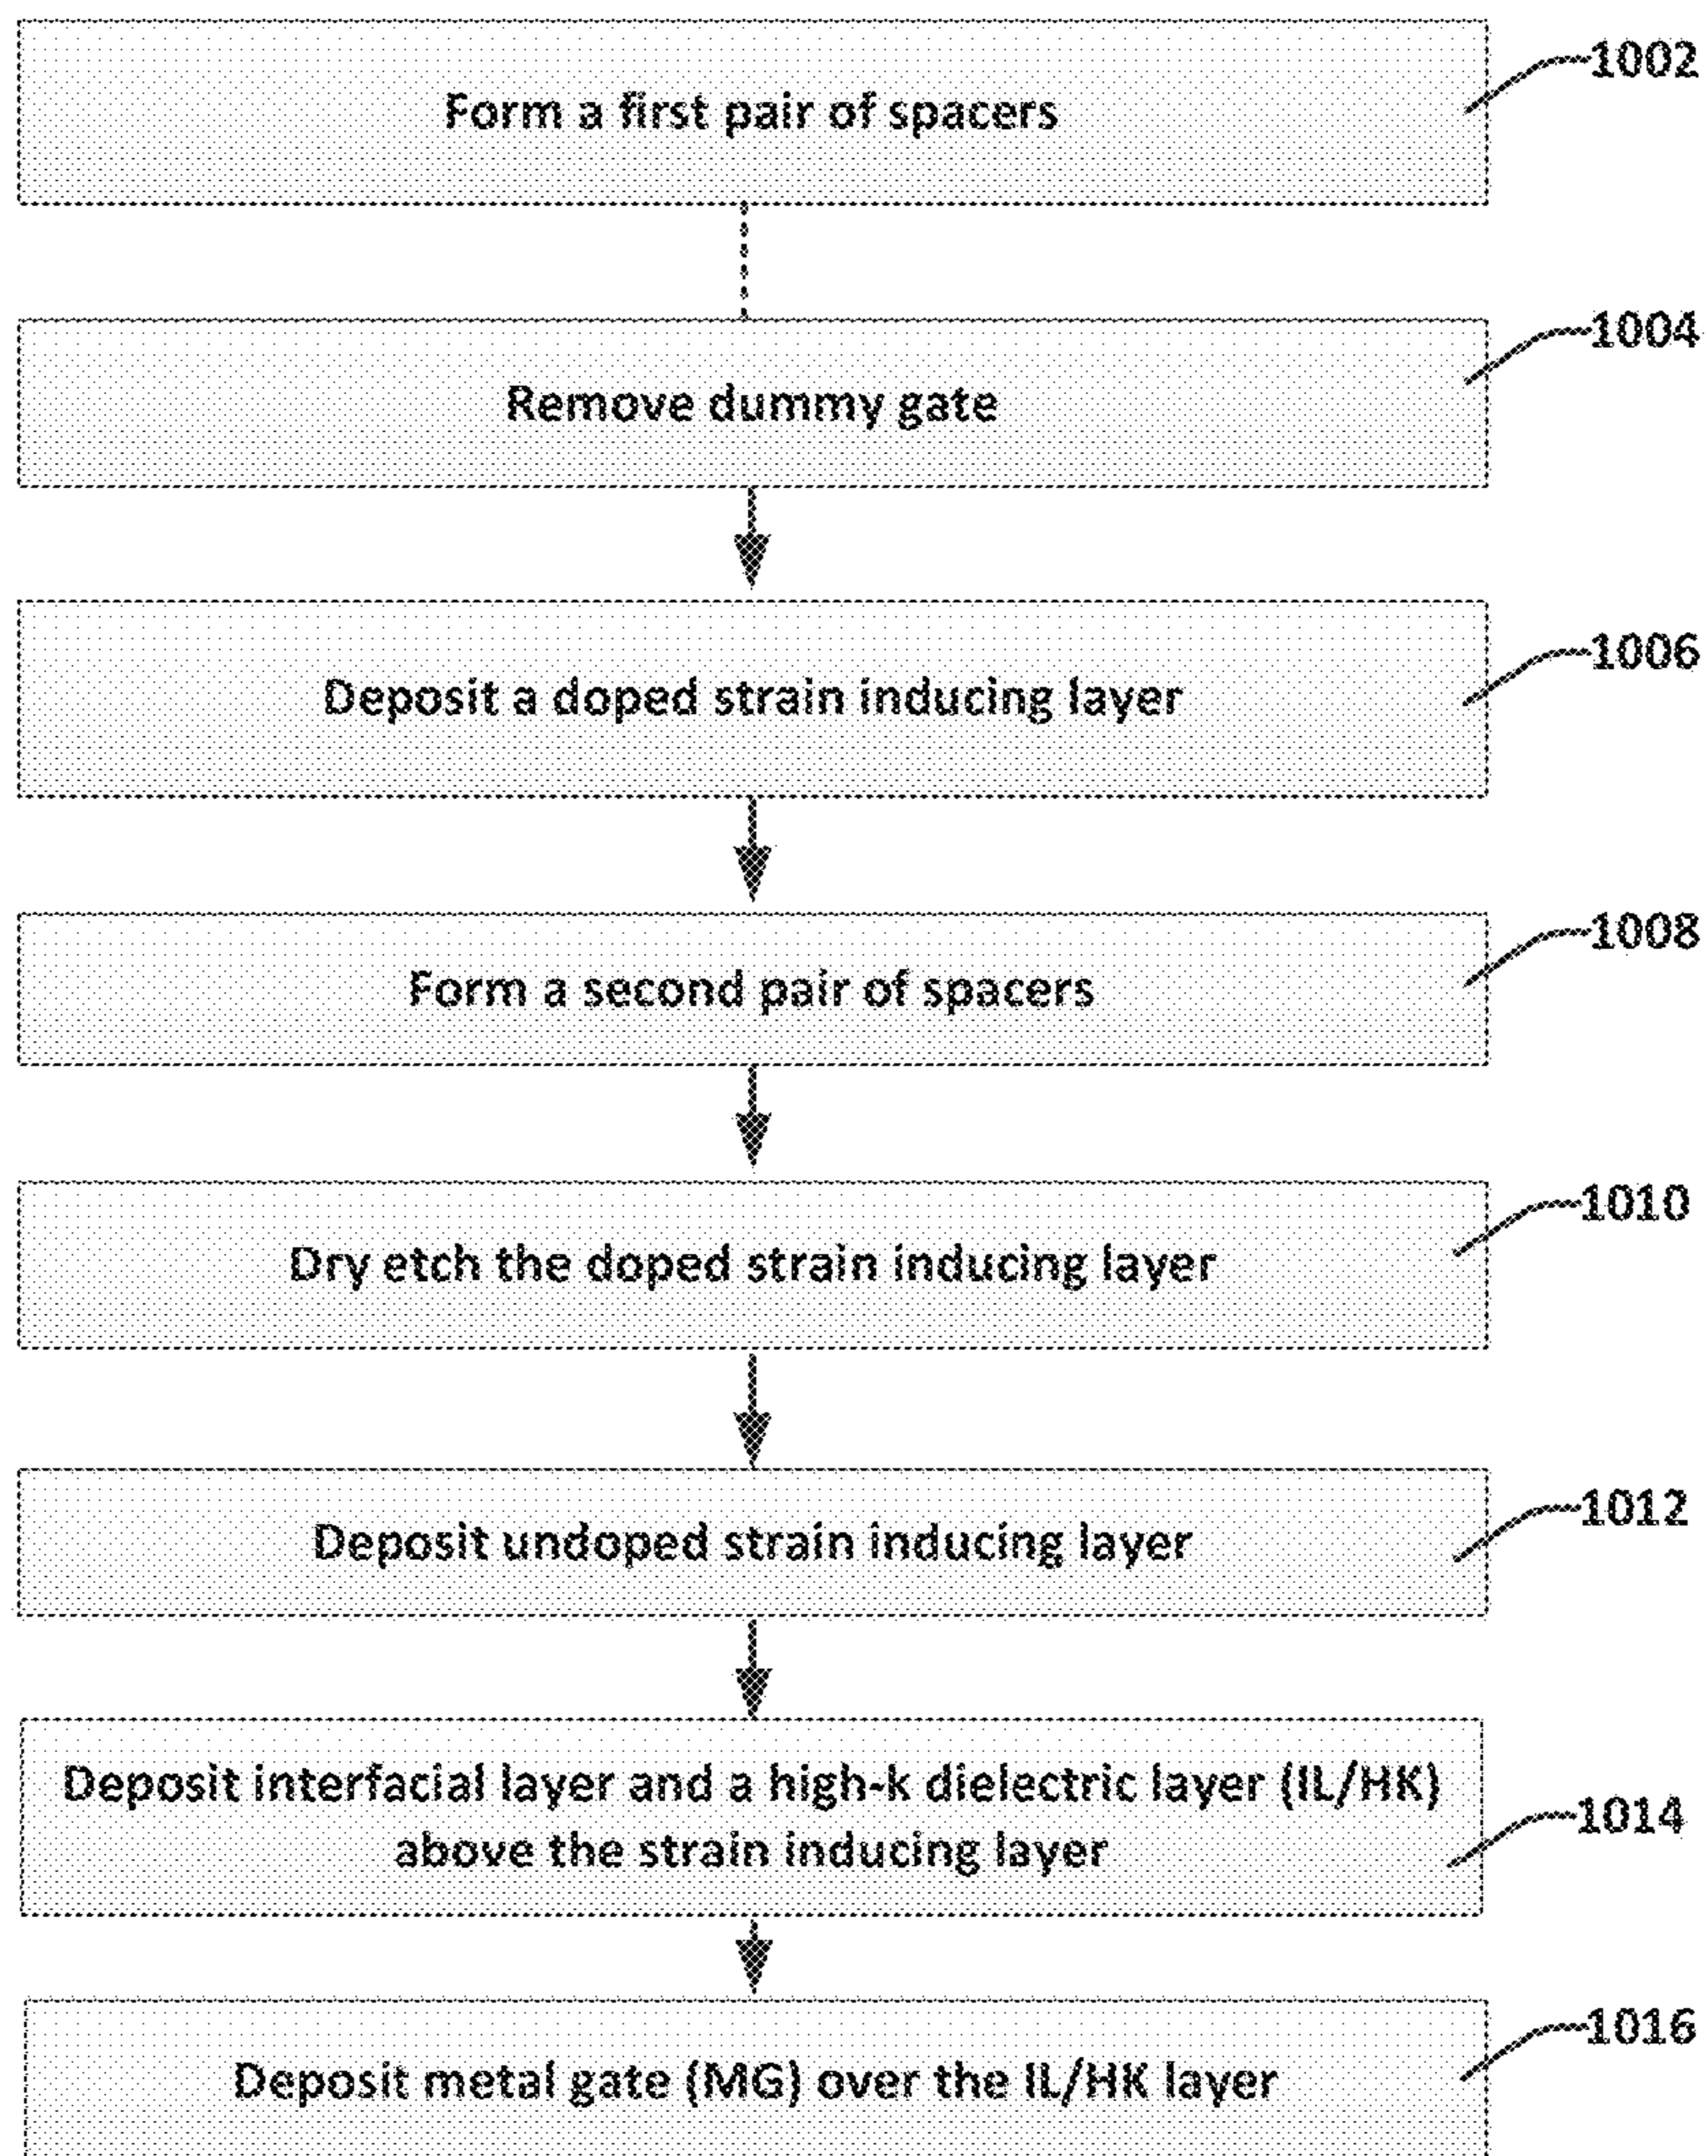 1002
Form a first pair of spacers
1004
Remove dummy gate
1006
Deposit a doped strain inducing layer
1008
Form a second pair of spacers
1010
Dry etch the doped strain inducing layer
1012
Deposit undoped strain inducing layer
Deposit interfacial layer and a high-k dielectric layer (IL/HK)
1014
above the strain inducing layer
1016
Deposit metal gate (MG) over the IL/HK layer